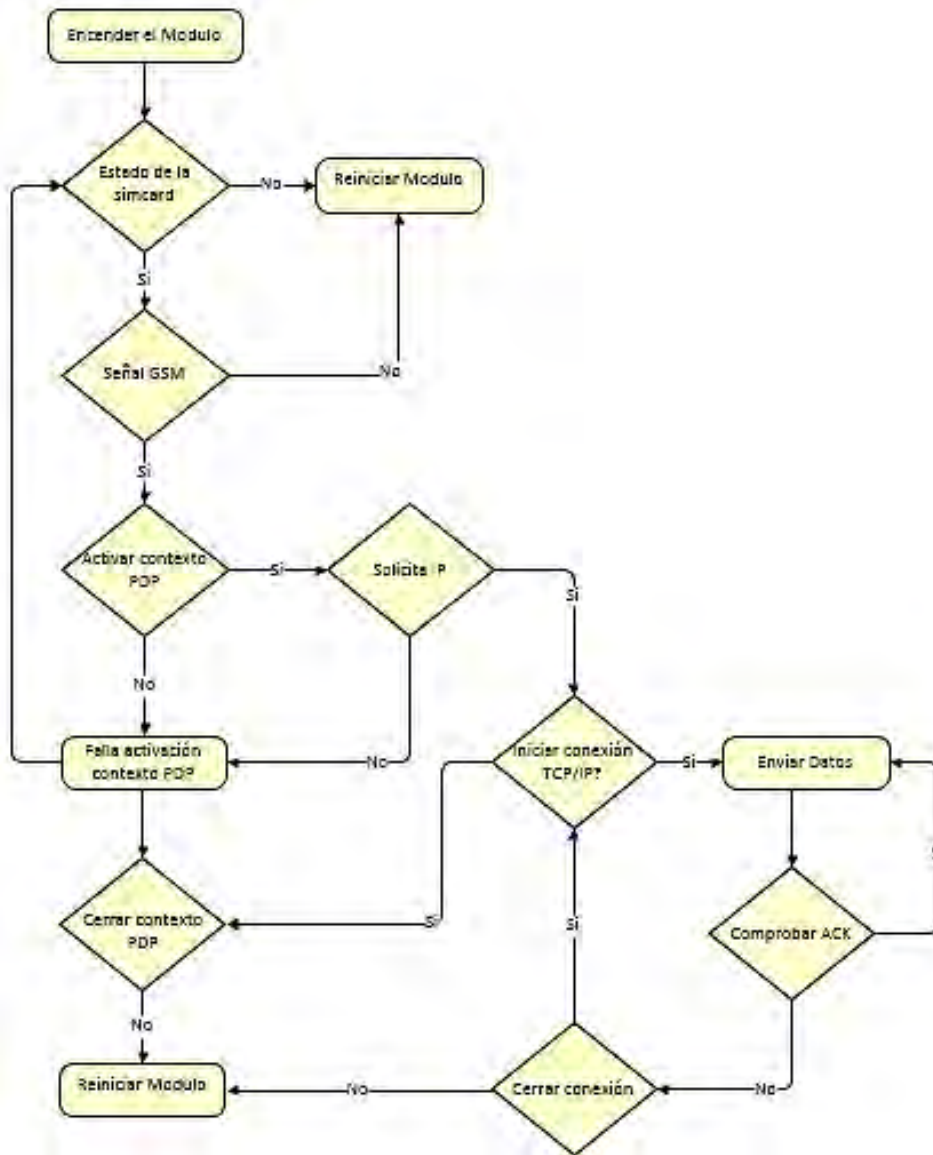 Encender el Modulo
Estado de la
simcard
No
Reiniciar Modulo
Si
Señal GSM
No
Si
Activar contexto
PDP
Si
Solicita IP
Si
No
Falla activación
contexto PDP
No
Iniciar conexión
TCP/IP?
Si
Enviar Datos
Cerrar contexto
PDP
Si
Si
Comprobar ACK
No
Reiniciar Modulo
No
Cerrar conexión
No